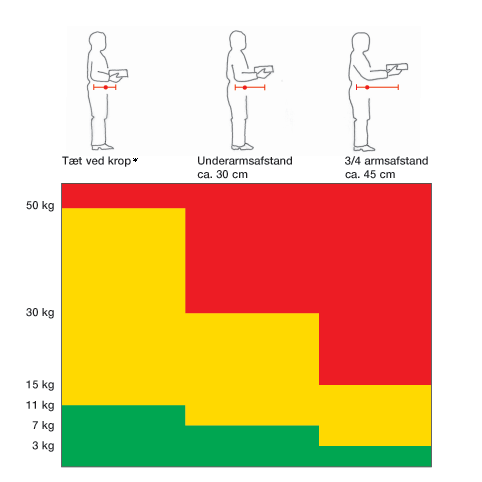 Tæt ved krop*
Underarmsafstand
ca. 30 cm
3/4 armsafstand
ca. 45 cm
50 kg
30 kg
15 kg
11 kg
7 kg
3 kg